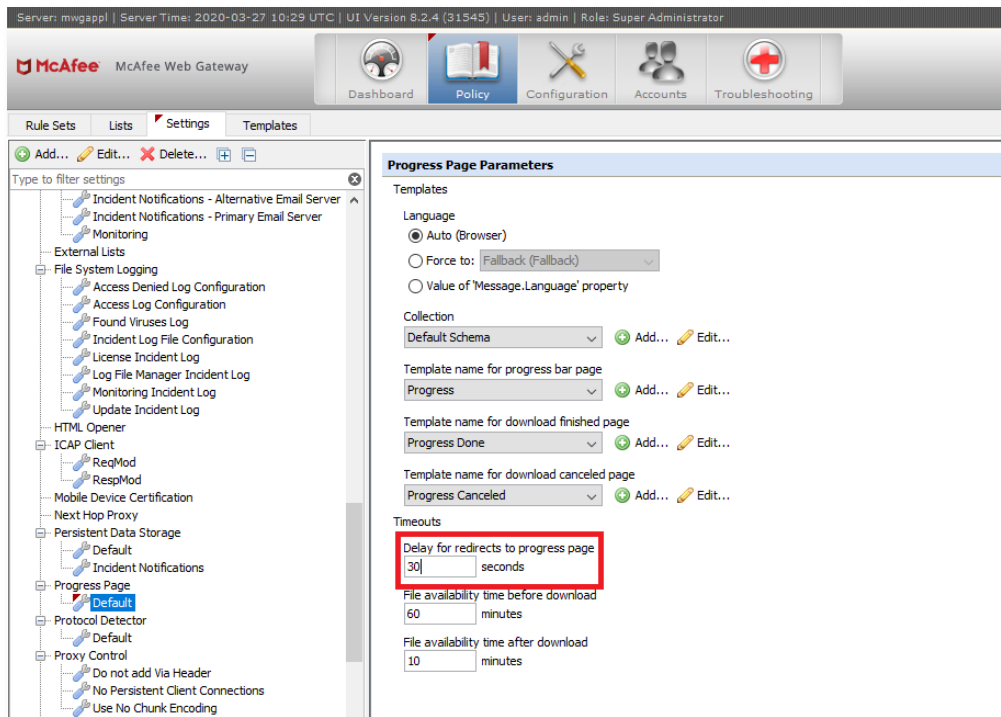 Server: mwgappl | Server Time: 2020-03-27 10:29 UTC | UI Version 8.2.4 (31545) | User: admin | Role: Super Administrator
McAfee McAfee Web Gateway
Dashboard Policy Configuration Accounts Troubleshooting
Rule Sets Lists Settings Templates
Add... Edit... Delete...
Type to filter settings
Incident Notifications - Alternative Email Server
Incident Notifications - Primary Email Server
Monitoring
External Lists
File System Logging
Access Denied Log Configuration
Access Log Configuration
Found Viruses Log
Incident Log File Configuration
License Incident Log
Log File Manager Incident Log
Monitoring Incident Log
Update Incident Log
HTML Opener
ICAP Client
ReqMod
RespMod
Mobile Device Certification
Next Hop Proxy
Persistent Data Storage
Default
Incident Notifications
Progress Page
Default
Protocol Detector
Default
Proxy Control
Do not add Via Header
No Persistent Client Connections
Use No Chunk Encoding
Progress Page Parameters
Templates
Language
Auto (Browser)
Force to: Fallback (Fallback)
Value of 'Message.Language' property
Collection
Default Schema Add... Edit...
Template name for progress bar page
Progress Add... Edit...
Template name for download finished page
Progress Done Add... Edit...
Template name for download canceled page
Progress Canceled Add... Edit...
Timeouts
Delay for redirects to progress page
30 seconds
File availability time before download
60 minutes
File availability time after download
10 minutes